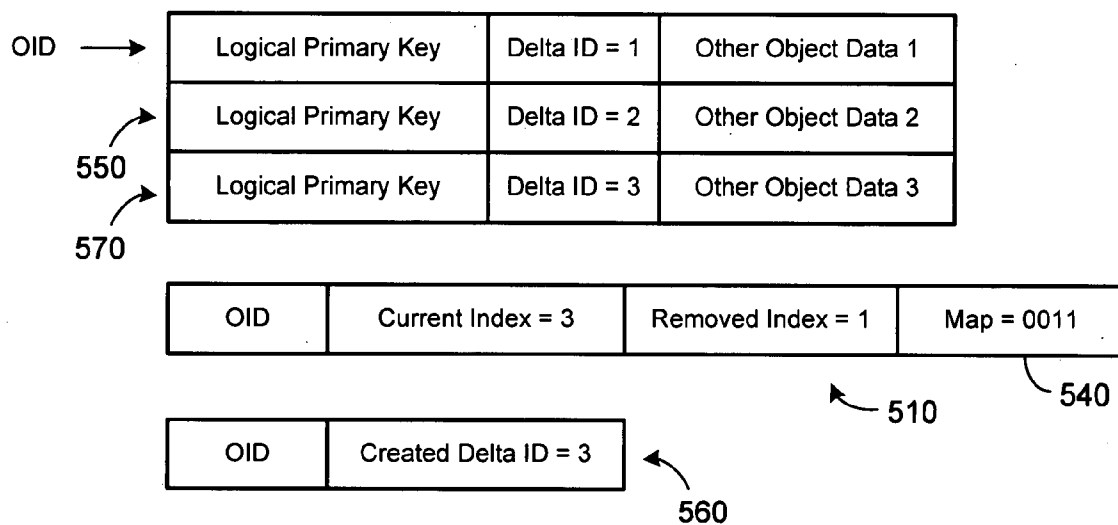 OID Logical Primary Key Delta ID = 1 Other Object Data 1
Logical Primary Key Delta ID = 2 Other Object Data 2
550
Logical Primary Key Delta ID = 3 Other Object Data 3
570
OID Current Index = 3 Removed Index = 1 Map = 0011
540
510
OID Created Delta ID = 3
560